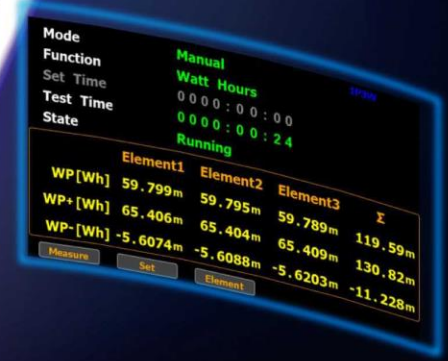 Mode Manual
Function Watt Hours 1P3W
Set Time 0000:00:00
Test Time 0000:00:24
State Running
Element1 Element2 Element3 Σ
WP[Wh] 59.799m 59.795m 59.789m 119.59m
WP+[Wh] 65.406m 65.404m 65.409m 130.82m
WP-[Wh] -5.6074m -5.6088m -5.6203m -11.228m
Measure Set Element